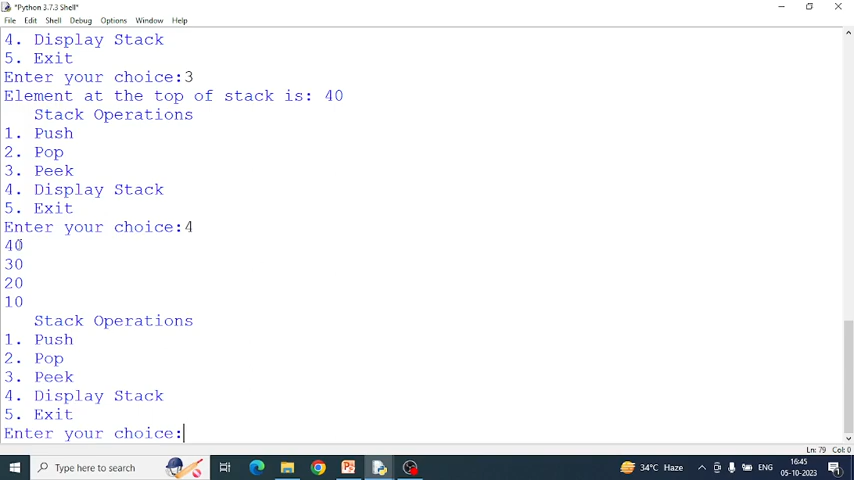 *Python 3.7.3 Shell*
File Edit Shell Debug Options Window Help
4. Display Stack
5. Exit
Enter your choice:3
Element at the top of stack is: 40
Stack Operations
1. Push
2. Pop
3. Peek
4. Display Stack
5. Exit
Enter your choice:4
40
30
20
10
Stack Operations
1. Push
2. Pop
3. Peek
4. Display Stack
5. Exit
Enter your choice:
Ln: 79 Col: 0
Type here to search
34°C Haze
ENG
16:45
05-10-2023